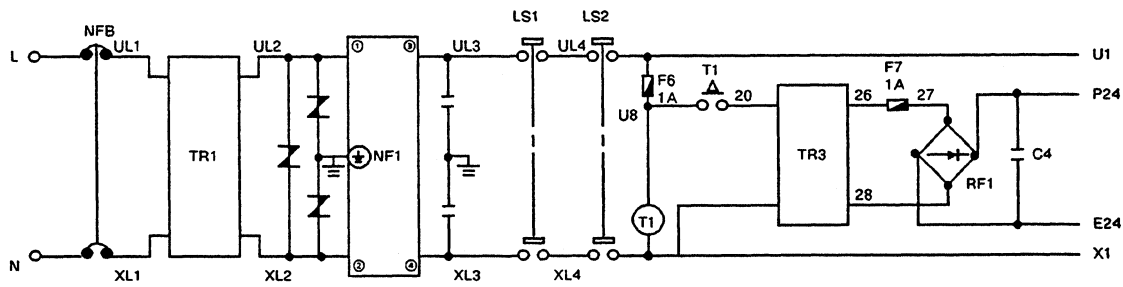 LS1 LS2
NFB
L UL1 UL2 ① ③ UL3 UL4 U1
F6 1A T1 F7 1A
U8 20 26 27 P24
TR1 NF1 TR3 C4
RF1
T1 28 E24
N XL1 XL2 ② ④ XL3 XL4 X1